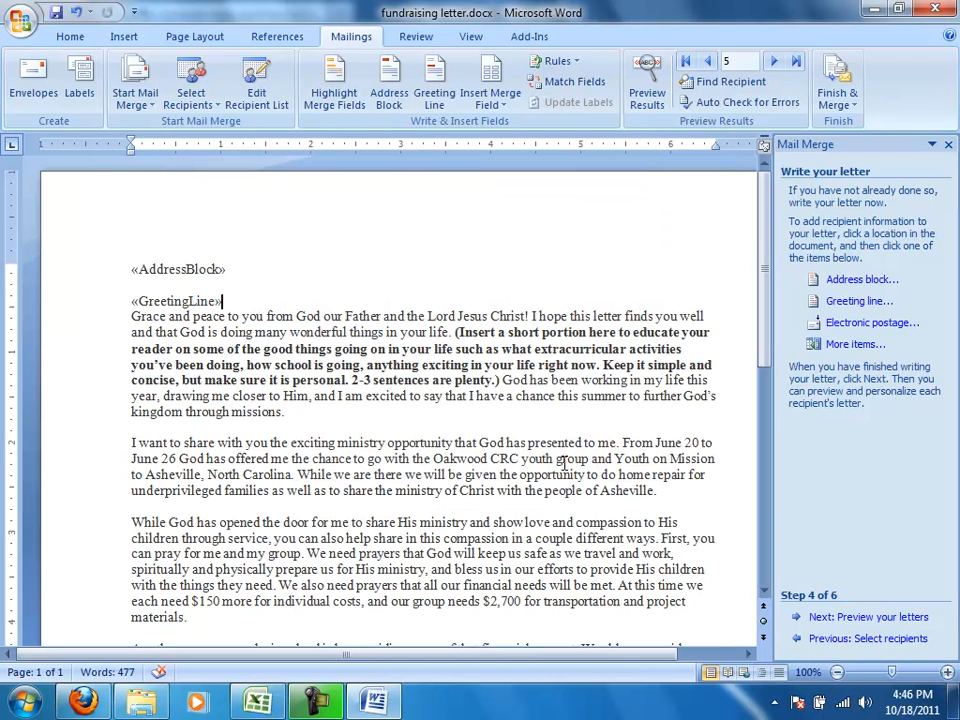 fundraising letter.docx - Microsoft Word
Home Insert Page Layout References Mailings Review View Add-Ins
Envelopes Labels Start Mail Merge Select Recipients Edit Recipient List Highlight Merge Fields Address Block Greeting Line Insert Merge Field Rules Match Fields Update Labels Preview Results 5 Find Recipient Auto Check for Errors Finish & Merge
Create Start Mail Merge Write & Insert Fields Preview Results Finish
1 1 2 3 4 5 6
«AddressBlock»
«GreetingLine»
Grace and peace to you from God our Father and the Lord Jesus Christ! I hope this letter finds you well
and that God is doing many wonderful things in your life. (Insert a short portion here to educate your
reader on some of the good things going on in your life such as what extracurricular activities
you've been doing, how school is going, anything exciting in your life right now. Keep it simple and
concise, but make sure it is personal. 2-3 sentences are plenty.) God has been working in my life this
year, drawing me closer to Him, and I am excited to say that I have a chance this summer to further God's
kingdom through missions.
I want to share with you the exciting ministry opportunity that God has presented to me. From June 20 to
June 26 God has offered me the chance to go with the Oakwood CRC youth group and Youth on Mission
to Asheville, North Carolina. While we are there we will be given the opportunity to do home repair for
underprivileged families as well as to share the ministry of Christ with the people of Asheville.
While God has opened the door for me to share His ministry and show love and compassion to His
children through service, you can also help share in this compassion in a couple different ways. First, you
can pray for me and my group. We need prayers that God will keep us safe as we travel and work,
spiritually and physically prepare us for His ministry, and bless us in our efforts to provide His children
with the things they need. We also need prayers that all our financial needs will be met. At this time we
each need $150 more for individual costs, and our group needs $2,700 for transportation and project
materials.
Mail Merge
Write your letter
If you have not already done so,
write your letter now.
To add recipient information to
your letter, click a location in the
document, and then click one of
the items below.
Address block...
Greeting line...
Electronic postage...
More items...
When you have finished
writing your letter, click Next.
Then you can preview and
personalize each
recipient's letter.
Step 4 of 6
Next: Preview your letters
Previous: Select recipients
Page: 1 of 1 Words: 477 100%
4:46 PM
10/18/2011